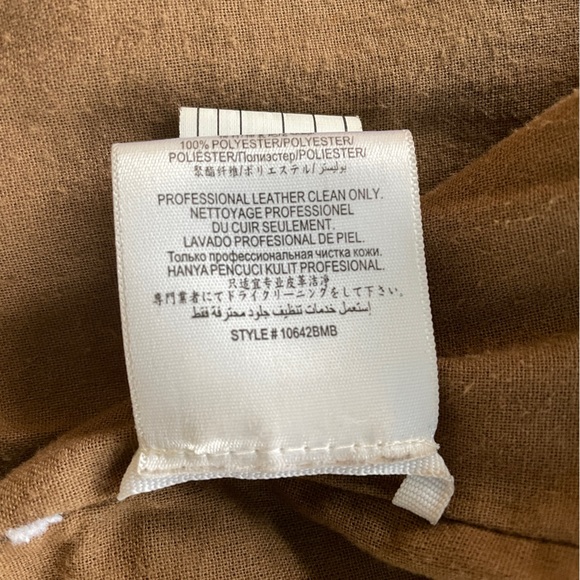 100% POLYESTER/POLYESTER/
POLIÉSTER/Полиэстер/POLIESTER/
聚酯纤维/ポリエステル/بوليستر
PROFESSIONAL LEATHER CLEAN ONLY.
NETTOYAGE PROFESSIONEL
DU CUIR SEULEMENT.
LAVADO PROFESIONAL DE PIEL.
Только профессиональная чистка кожи.
HANYA PENCUCI KULIT PROFESIONAL.
只适宜专业皮革洁净
専門業者にてドライクリーニングをして下さい.
إستعمل خدمات تنظيف جلود محترفة فقط
STYLE # 10642BMB